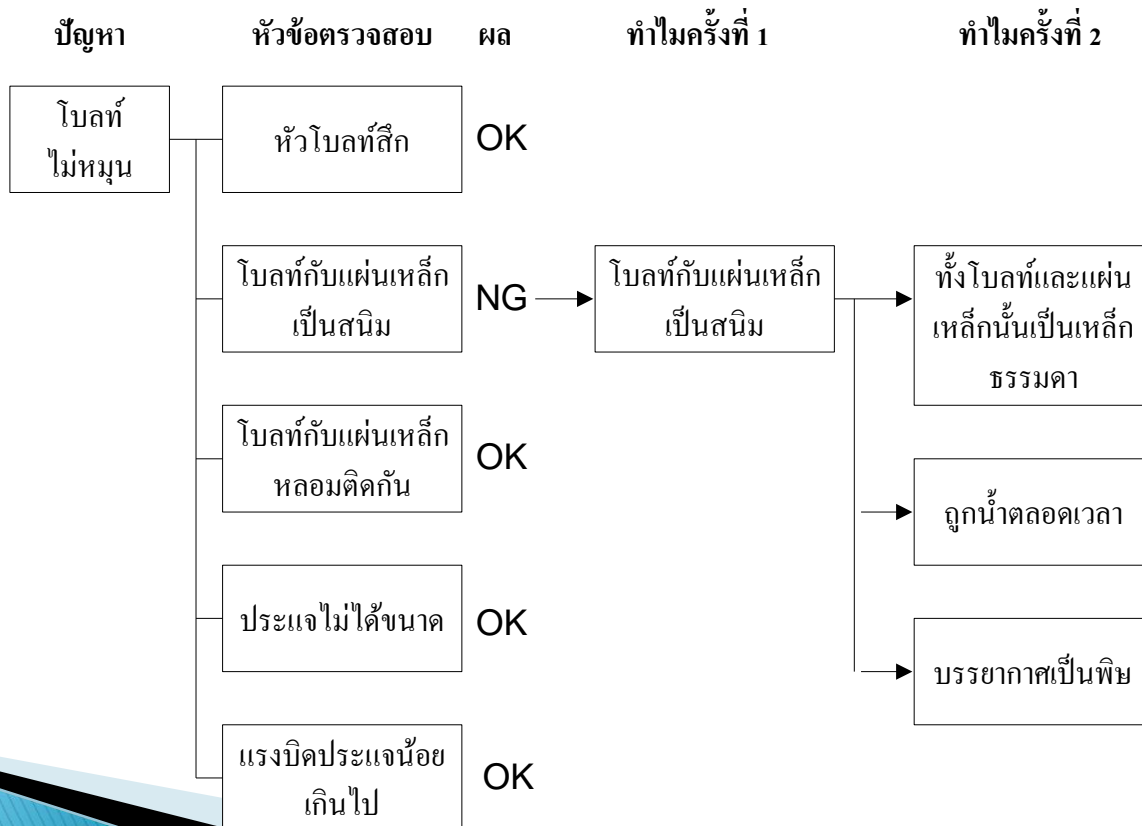 ปัญหา หัวข้อตรวจสอบ ผล ทำไมครั้งที่ 1 ทำไมครั้งที่ 2
โบลท์
ไม่หมุน
หัวโบลท์สึก
OK
โบลท์กับแผ่นเหล็ก
เป็นสนิม
NG
โบลท์กับแผ่นเหล็ก
เป็นสนิม
ทั้งโบลท์และแผ่น
เหล็กนั้นเป็นเหล็ก
ธรรมดา
โบลท์กับแผ่นเหล็ก
หลอมติดกัน
OK
ถูกน้ำตลอดเวลา
ประแจไม่ได้ขนาด
OK
บรรยากาศเป็นพิษ
แรงบิดประแจน้อย
เกินไป
OK